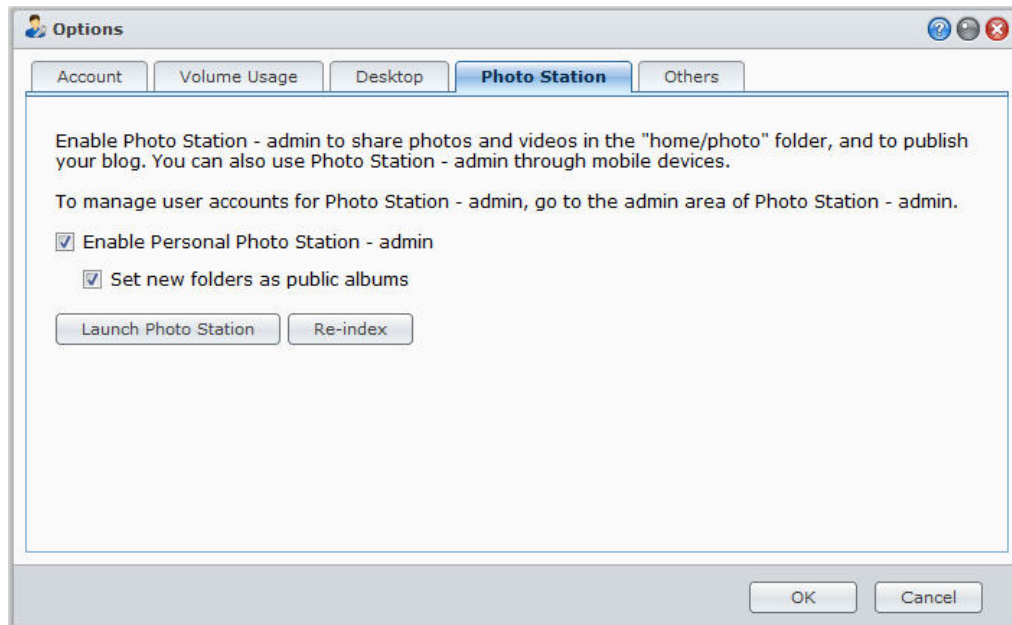 Options
Account Volume Usage Desktop Photo Station Others
Enable Photo Station - admin to share photos and videos in the "home/photo" folder, and to publish
your blog. You can also use Photo Station - admin through mobile devices.
To manage user accounts for Photo Station - admin, go to the admin area of Photo Station - admin.
Enable Personal Photo Station - admin
Set new folders as public albums
Launch Photo Station Re-index
OK Cancel